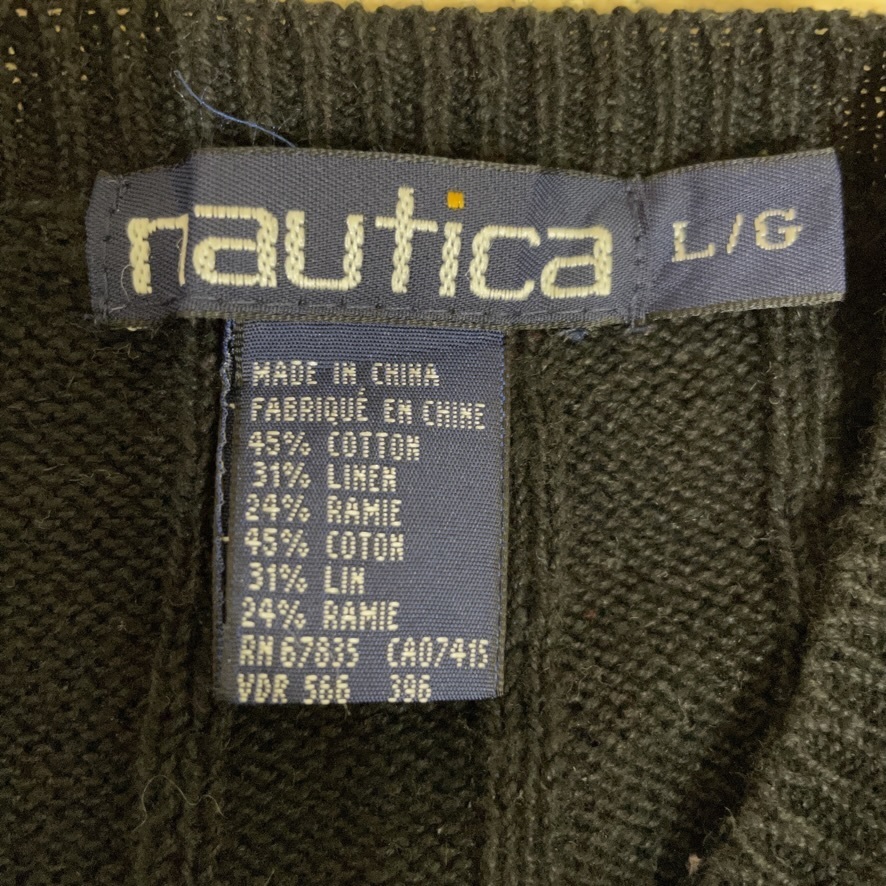 nautica L/G
MADE IN CHINA
FABRIQUÉ EN CHINE
45% COTTON
31% LINEN
24% RAMIE
45% COTON
31% LIN
24% RAMIE
RN 67835 CA07415
VDR 566 396